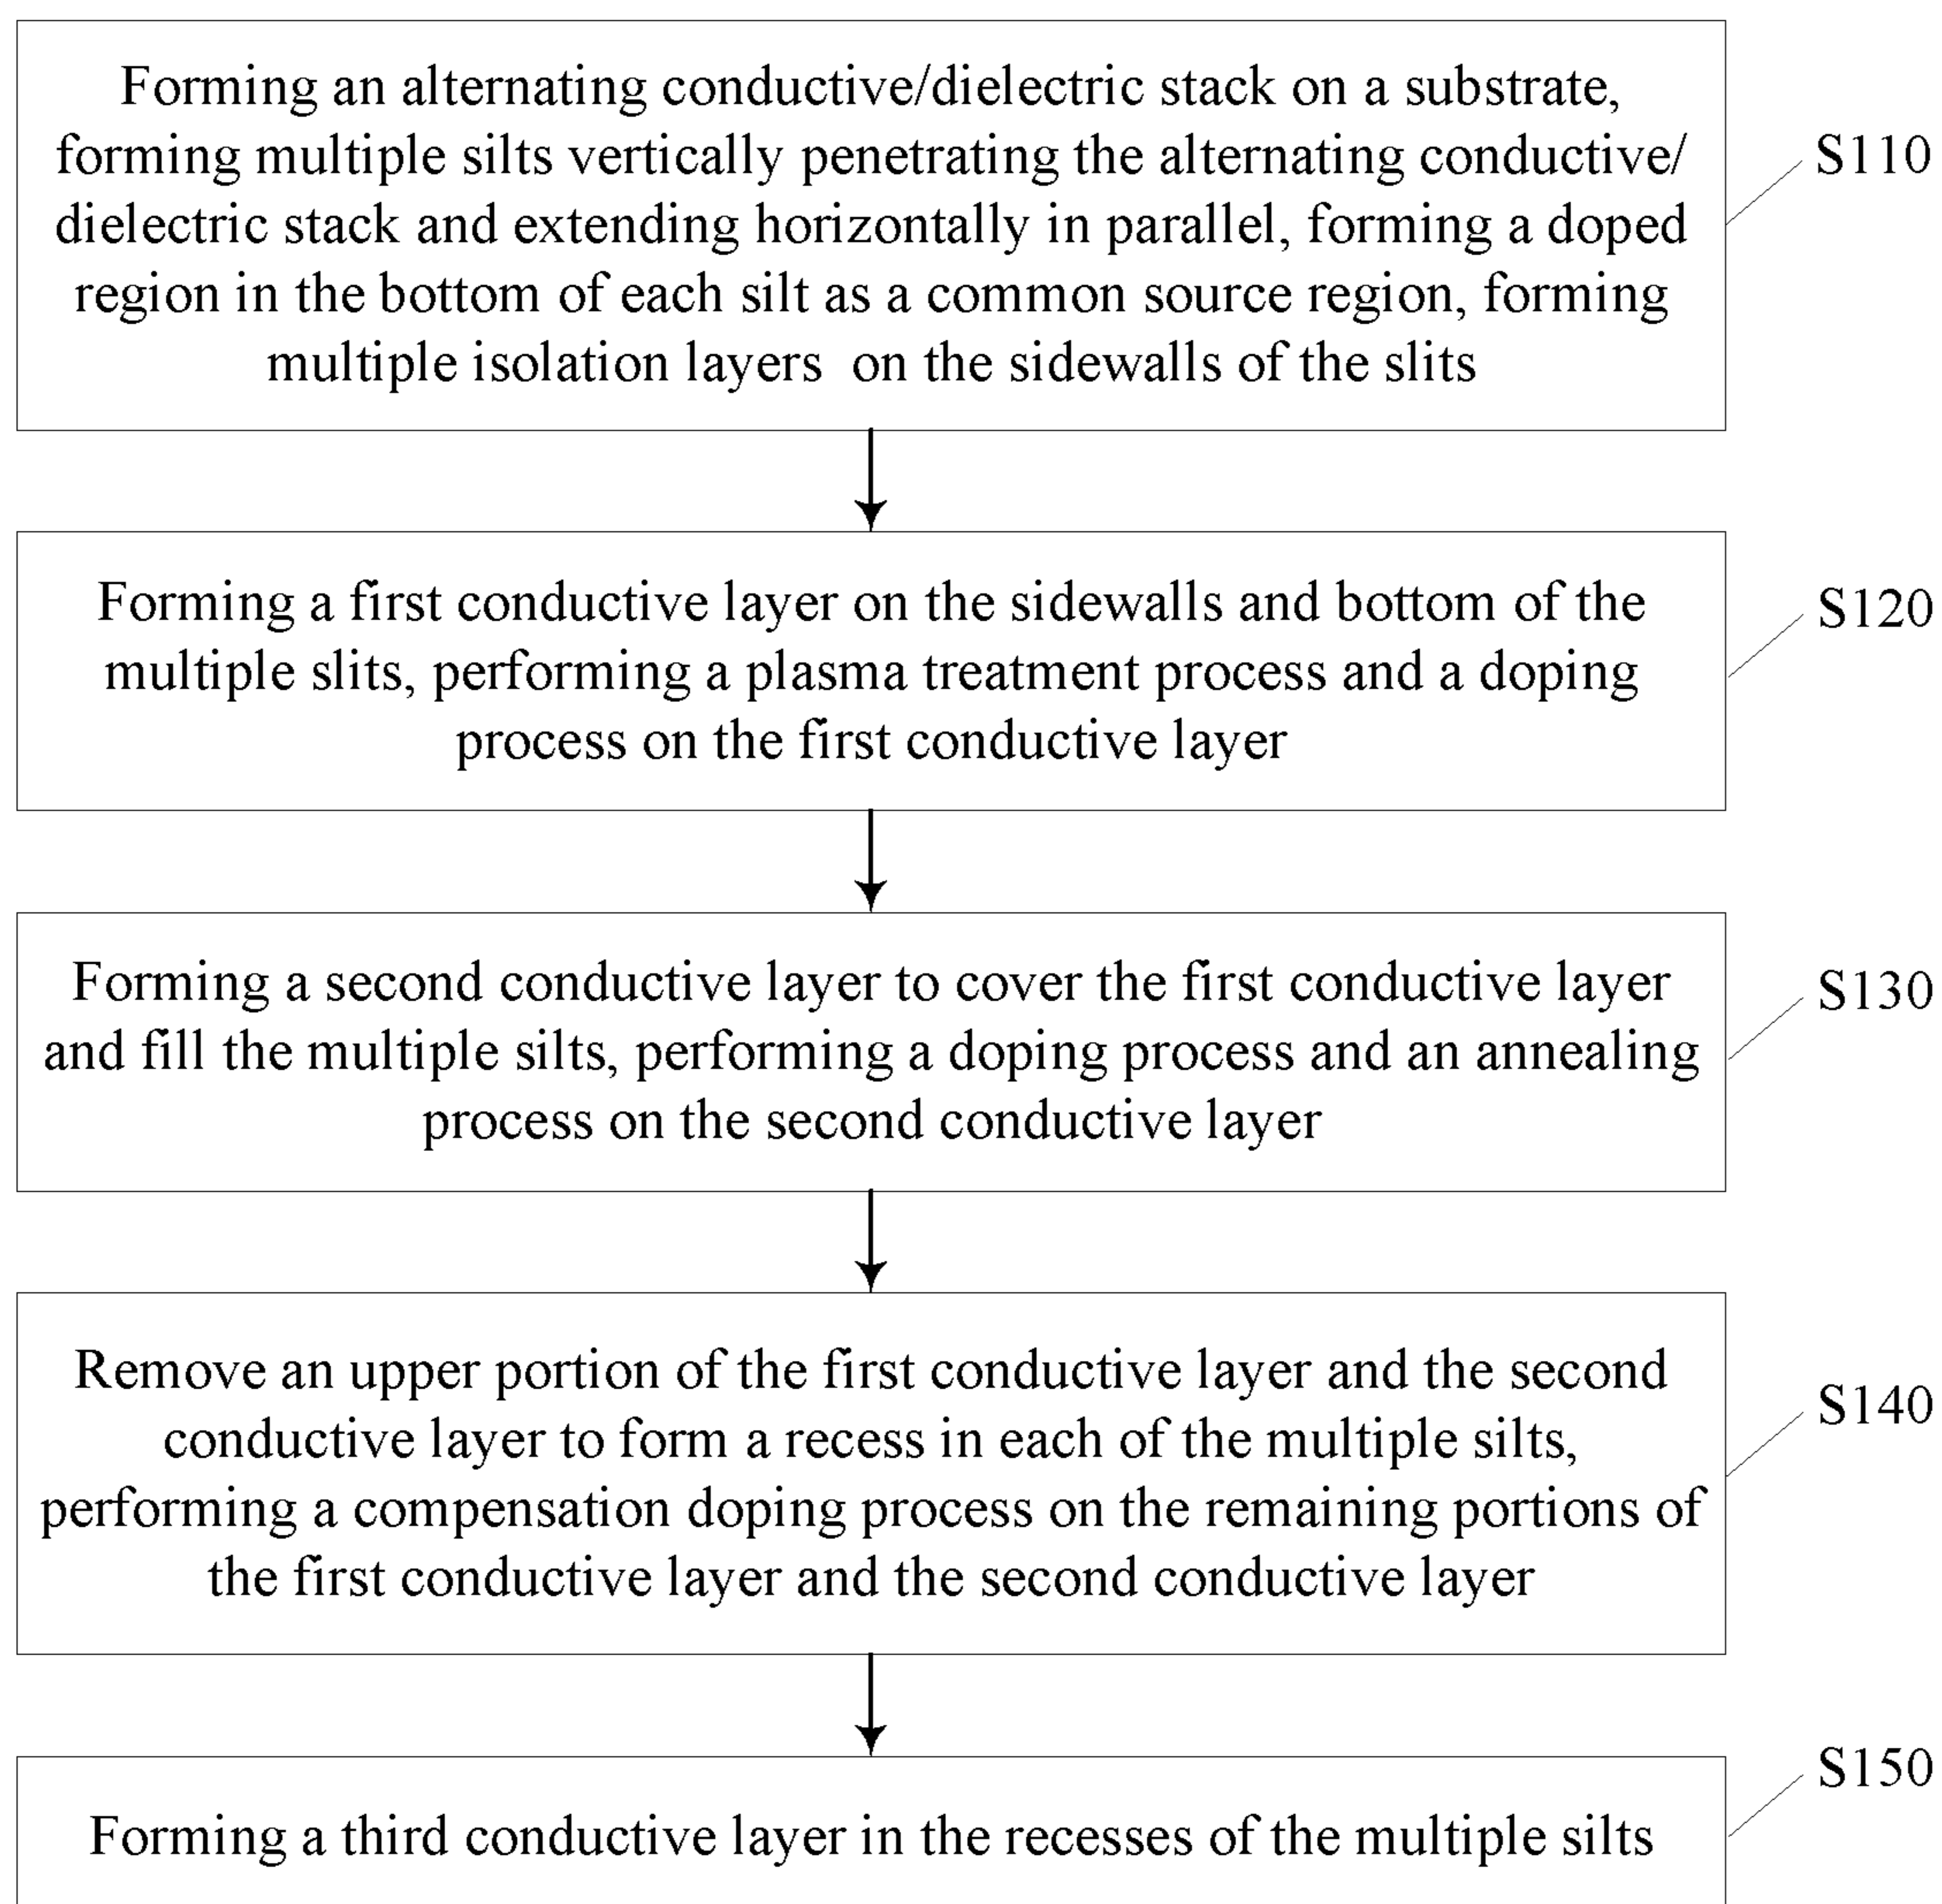 Forming an alternating conductive/dielectric stack on a substrate,
forming multiple silts vertically penetrating the alternating conductive/
dielectric stack and extending horizontally in parallel, forming a doped
region in the bottom of each silt as a common source region, forming
multiple isolation layers on the sidewalls of the slits
S110
Forming a first conductive layer on the sidewalls and bottom of the
multiple slits, performing a plasma treatment process and a doping
process on the first conductive layer
S120
Forming a second conductive layer to cover the first conductive layer
and fill the multiple silts, performing a doping process and an annealing
process on the second conductive layer
S130
Remove an upper portion of the first conductive layer and the second
conductive layer to form a recess in each of the multiple silts,
performing a compensation doping process on the remaining portions of
the first conductive layer and the second conductive layer
S140
Forming a third conductive layer in the recesses of the multiple silts
S150